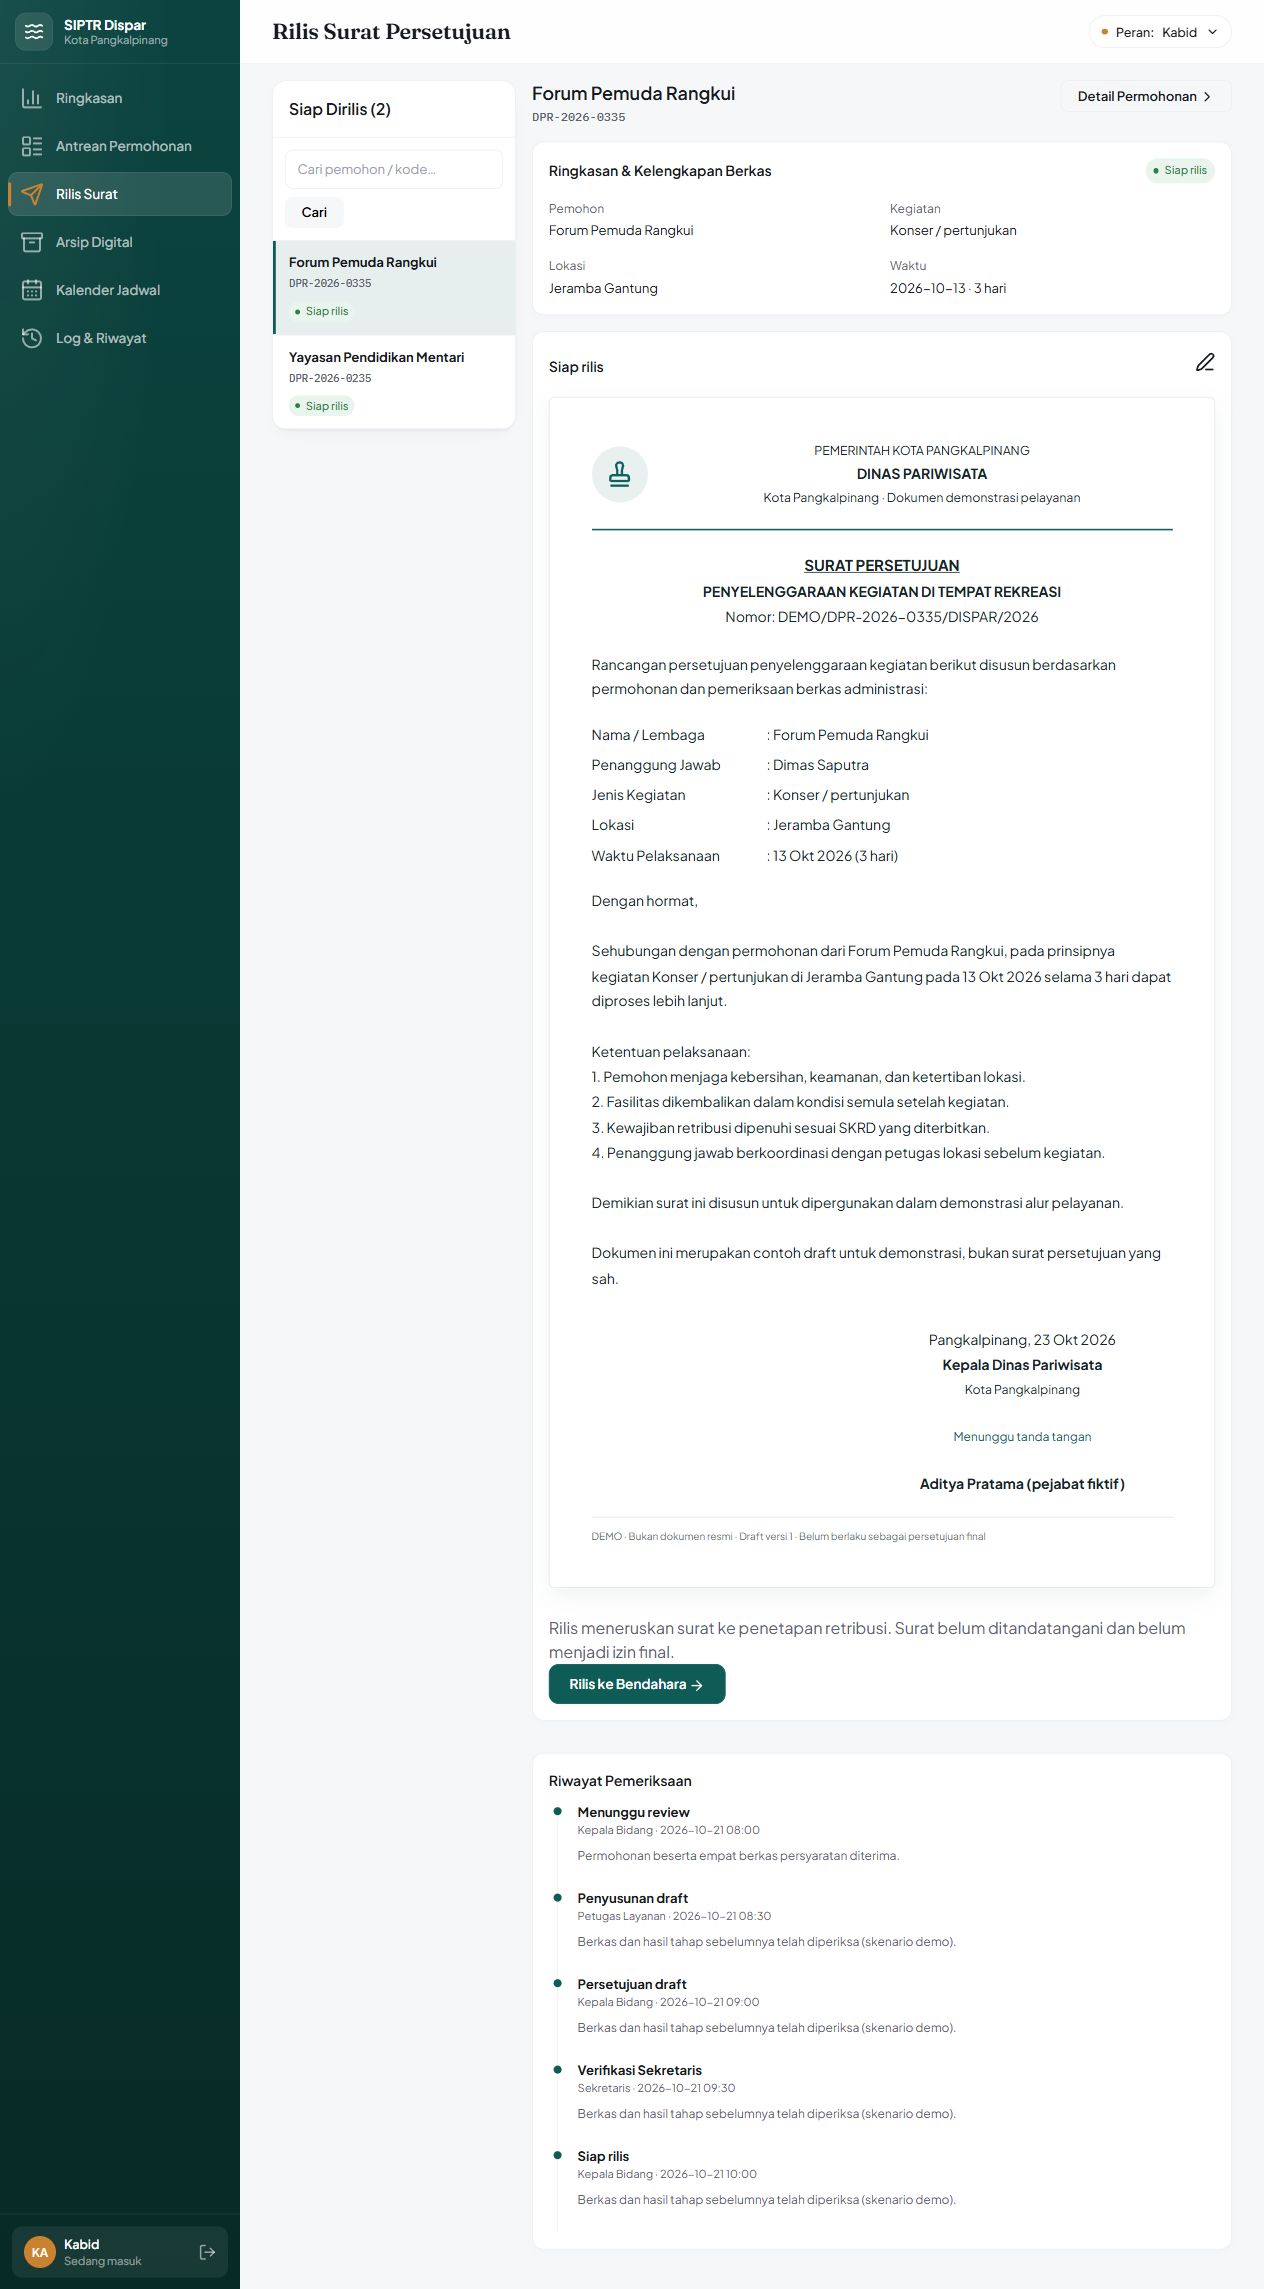 SIPTR Dispar
Kota Pangkalpinang
Ringkasan
Antrean Permohonan
Rilis Surat
Arsip Digital
Kalender Jadwal
Log & Riwayat
KA
Kabid
Sedang masuk
Rilis Surat Persetujuan
Peran: Kabid
Siap Dirilis (2)
Cari pemohon / kode...
Cari
Forum Pemuda Rangkui
DPR-2026-0335
Siap rilis
Yayasan Pendidikan Mentari
DPR-2026-0235
Siap rilis
Forum Pemuda Rangkui
DPR-2026-0335
Detail Permohonan
Ringkasan & Kelengkapan Berkas
Siap rilis
Pemohon
Forum Pemuda Rangkui
Kegiatan
Konser / pertunjukan
Lokasi
Jeramba Gantung
Waktu
2026-10-13 · 3 hari
Siap rilis
PEMERINTAH KOTA PANGKALPINANG
DINAS PARIWISATA
Kota Pangkalpinang · Dokumen demonstrasi pelayanan
SURAT PERSETUJUAN
PENYELENGGARAAN KEGIATAN DI TEMPAT REKREASI
Nomor: DEMO/DPR-2026-0335/DISPAR/2026
Rancangan persetujuan penyelenggaraan kegiatan berikut disusun berdasarkan
permohonan dan pemeriksaan berkas administrasi:
Nama / Lembaga : Forum Pemuda Rangkui
Penanggung Jawab : Dimas Saputra
Jenis Kegiatan : Konser / pertunjukan
Lokasi : Jeramba Gantung
Waktu Pelaksanaan : 13 Okt 2026 (3 hari)
Dengan hormat,
Sehubungan dengan permohonan dari Forum Pemuda Rangkui, pada prinsipnya
kegiatan Konser / pertunjukan di Jeramba Gantung pada 13 Okt 2026 selama 3 hari dapat
diproses lebih lanjut.
Ketentuan pelaksanaan:
1. Pemohon menjaga kebersihan, keamanan, dan ketertiban lokasi.
2. Fasilitas dikembalikan dalam kondisi semula setelah kegiatan.
3. Kewajiban retribusi dipenuhi sesuai SKRD yang diterbitkan.
4. Penanggung jawab berkoordinasi dengan petugas lokasi sebelum kegiatan.
Demikian surat ini disusun untuk dipergunakan dalam demonstrasi alur pelayanan.
Dokumen ini merupakan contoh draft untuk demonstrasi, bukan surat persetujuan yang
sah.
Pangkalpinang, 23 Okt 2026
Kepala Dinas Pariwisata
Kota Pangkalpinang
Menunggu tanda tangan
Aditya Pratama (pejabat fiktif)
DEMO · Bukan dokumen resmi · Draft versi 1 · Belum berlaku sebagai persetujuan final
Rilis meneruskan surat ke penetapan retribusi. Surat belum ditandatangani dan belum
menjadi izin final.
Rilis ke Bendahara →
Riwayat Pemeriksaan
Menunggu review
Kepala Bidang · 2026-10-21 08:00
Permohonan beserta empat berkas persyaratan diterima.
Penyusunan draft
Petugas Layanan · 2026-10-21 08:30
Berkas dan hasil tahap sebelumnya telah diperiksa (skenario demo).
Persetujuan draft
Kepala Bidang · 2026-10-21 09:00
Berkas dan hasil tahap sebelumnya telah diperiksa (skenario demo).
Verifikasi Sekretaris
Sekretaris · 2026-10-21 09:30
Berkas dan hasil tahap sebelumnya telah diperiksa (skenario demo).
Siap rilis
Kepala Bidang · 2026-10-21 10:00
Berkas dan hasil tahap sebelumnya telah diperiksa (skenario demo).